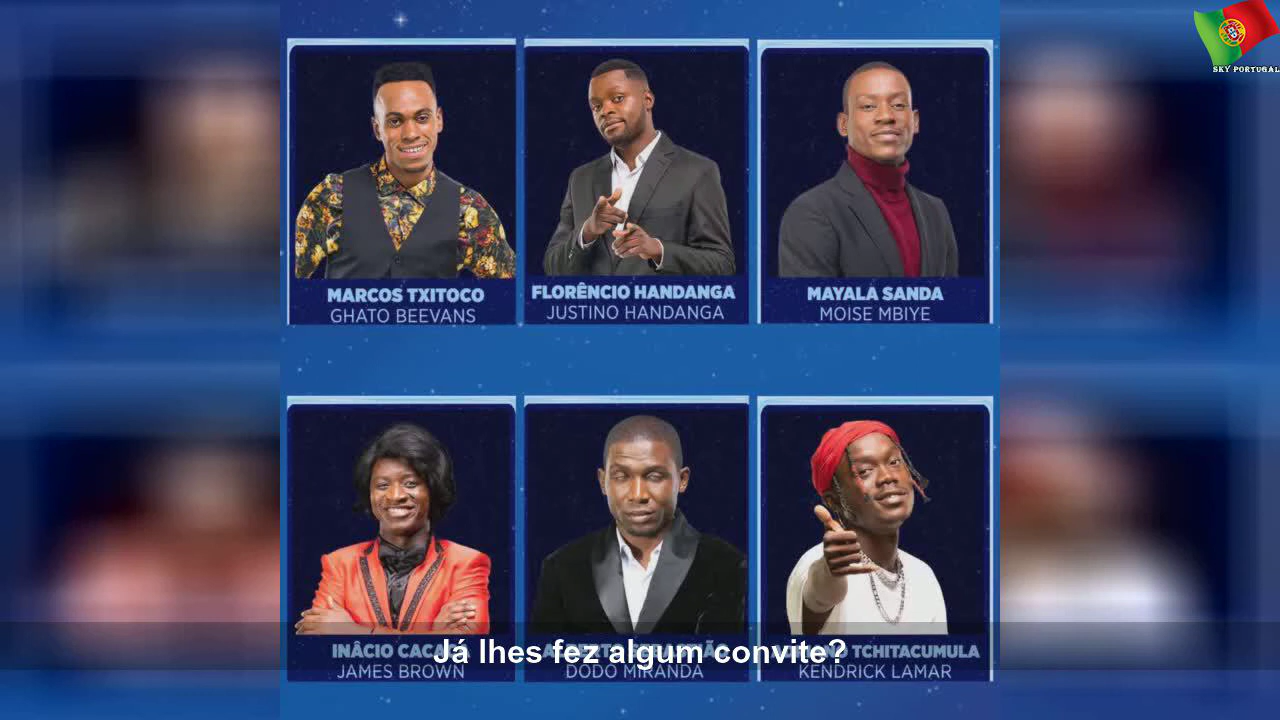 SKY PORTUGAL
MARCOS TXITOCO
GHATO BEEVANS
FLORÊNCIO HANDANGA
JUSTINO HANDANGA
MAYALA SANDA
MOISE MBIYE
INÂCIO
JAMES BROWN
DODO MIRANDA
TCHITACUMULA
KENDRICK LAMAR
Já lhes fez algum convite?